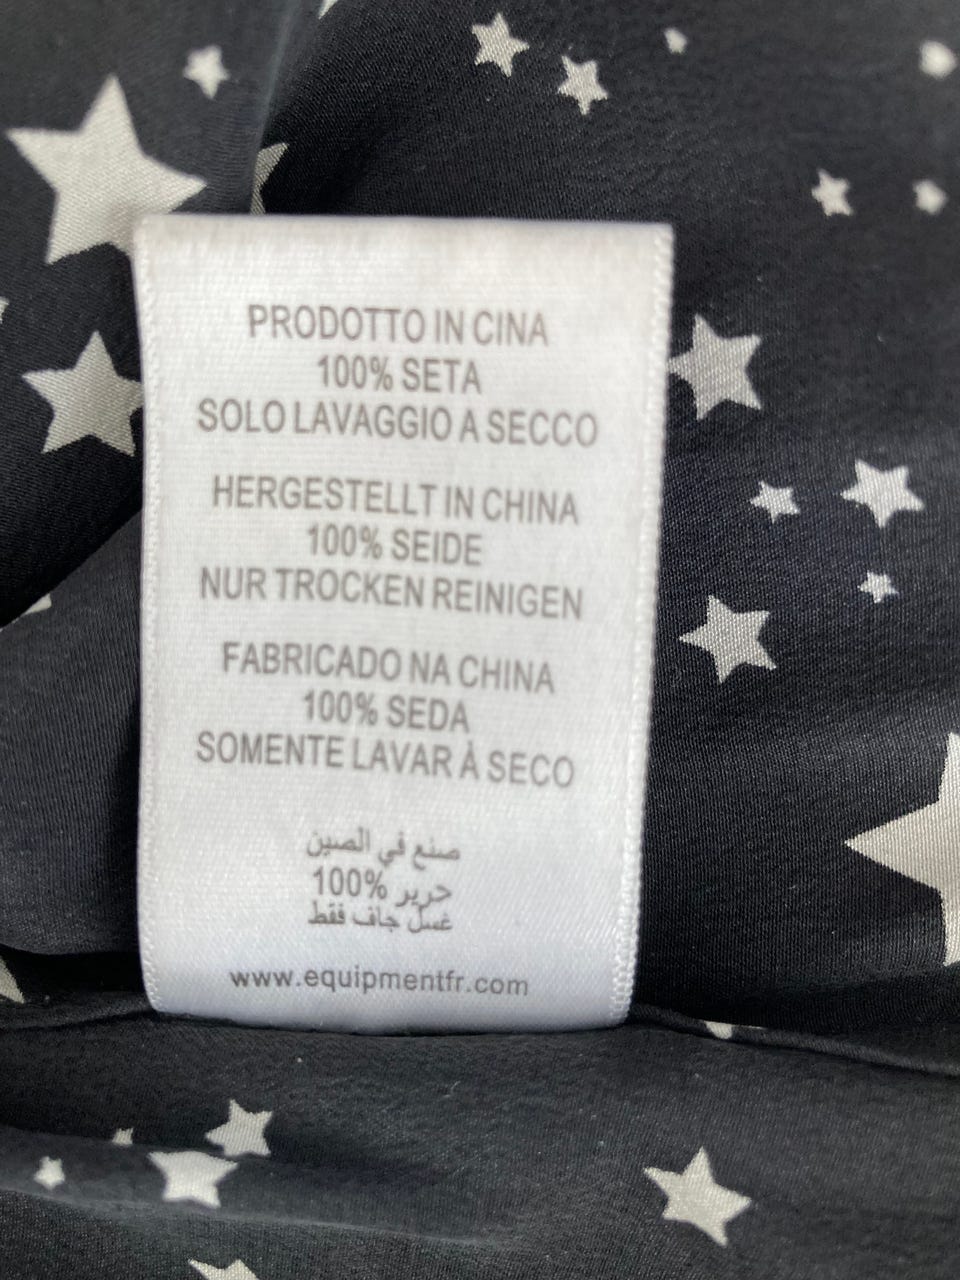 PRODOTTO IN CINA
100% SETA
SOLO LAVAGGIO A SECCO
HERGESTELLT IN CHINA
100% SEIDE
NUR TROCKEN REINIGEN
FABRICADO NA CHINA
100% SEDA
SOMENTE LAVAR À SECO
صنع في الصين
حرير %100
غسل جاف فقط
www.equipmentfr.com